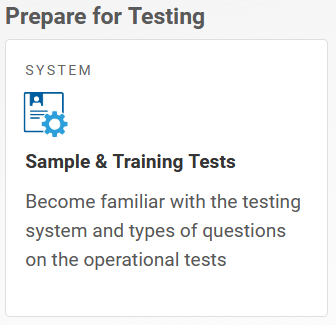 Prepare for Testing
SYSTEM
Sample & Training Tests
Become familiar with the testing
system and types of questions
on the operational tests